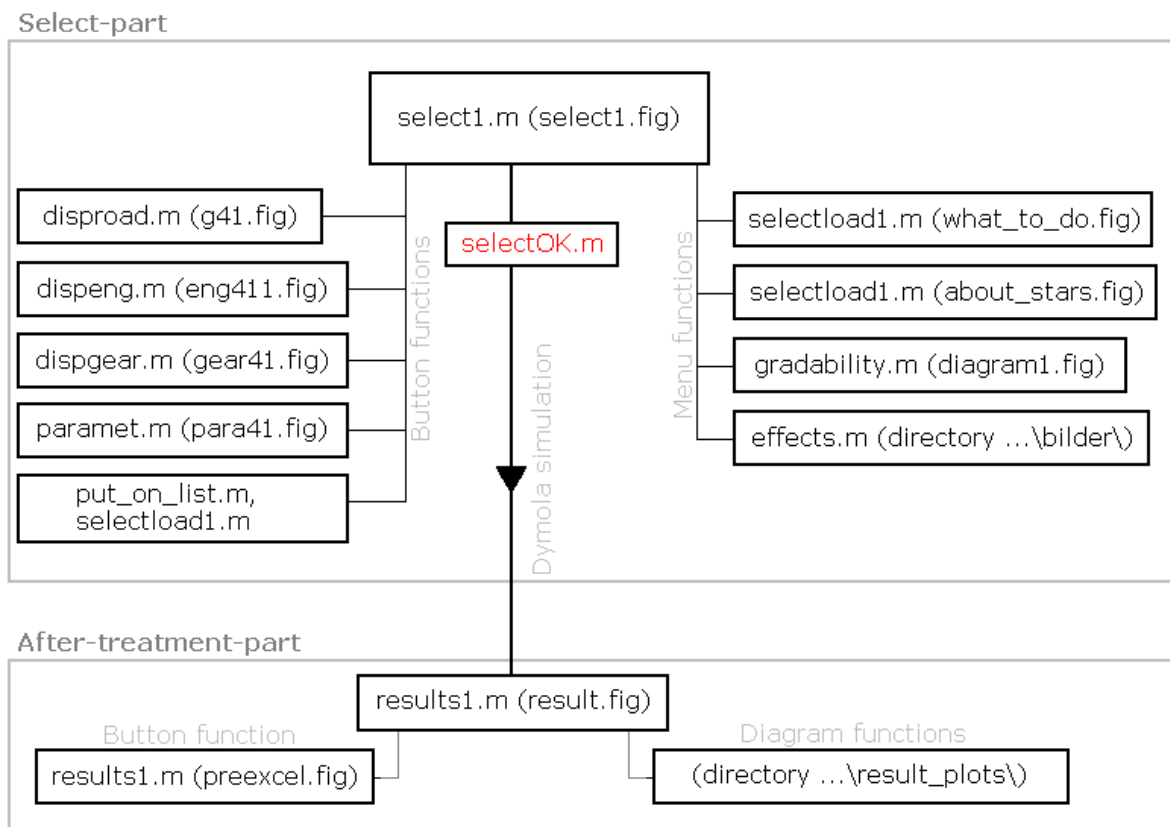 Select-part
select1.m (select1.fig)
disproad.m (g41.fig)
dispeng.m (eng411.fig)
dispgear.m (gear41.fig)
paramet.m (para41.fig)
put_on_list.m,
selectload1.m
Button functions
selectOK.m
Dymola simulation
Menu functions
selectload1.m (what_to_do.fig)
selectload1.m (about_stars.fig)
gradability.m (diagram1.fig)
effects.m (directory ...\bilder\)
After-treatment-part
results1.m (result.fig)
Button function
results1.m (preexcel.fig)
Diagram functions
(directory ...\result_plots\)